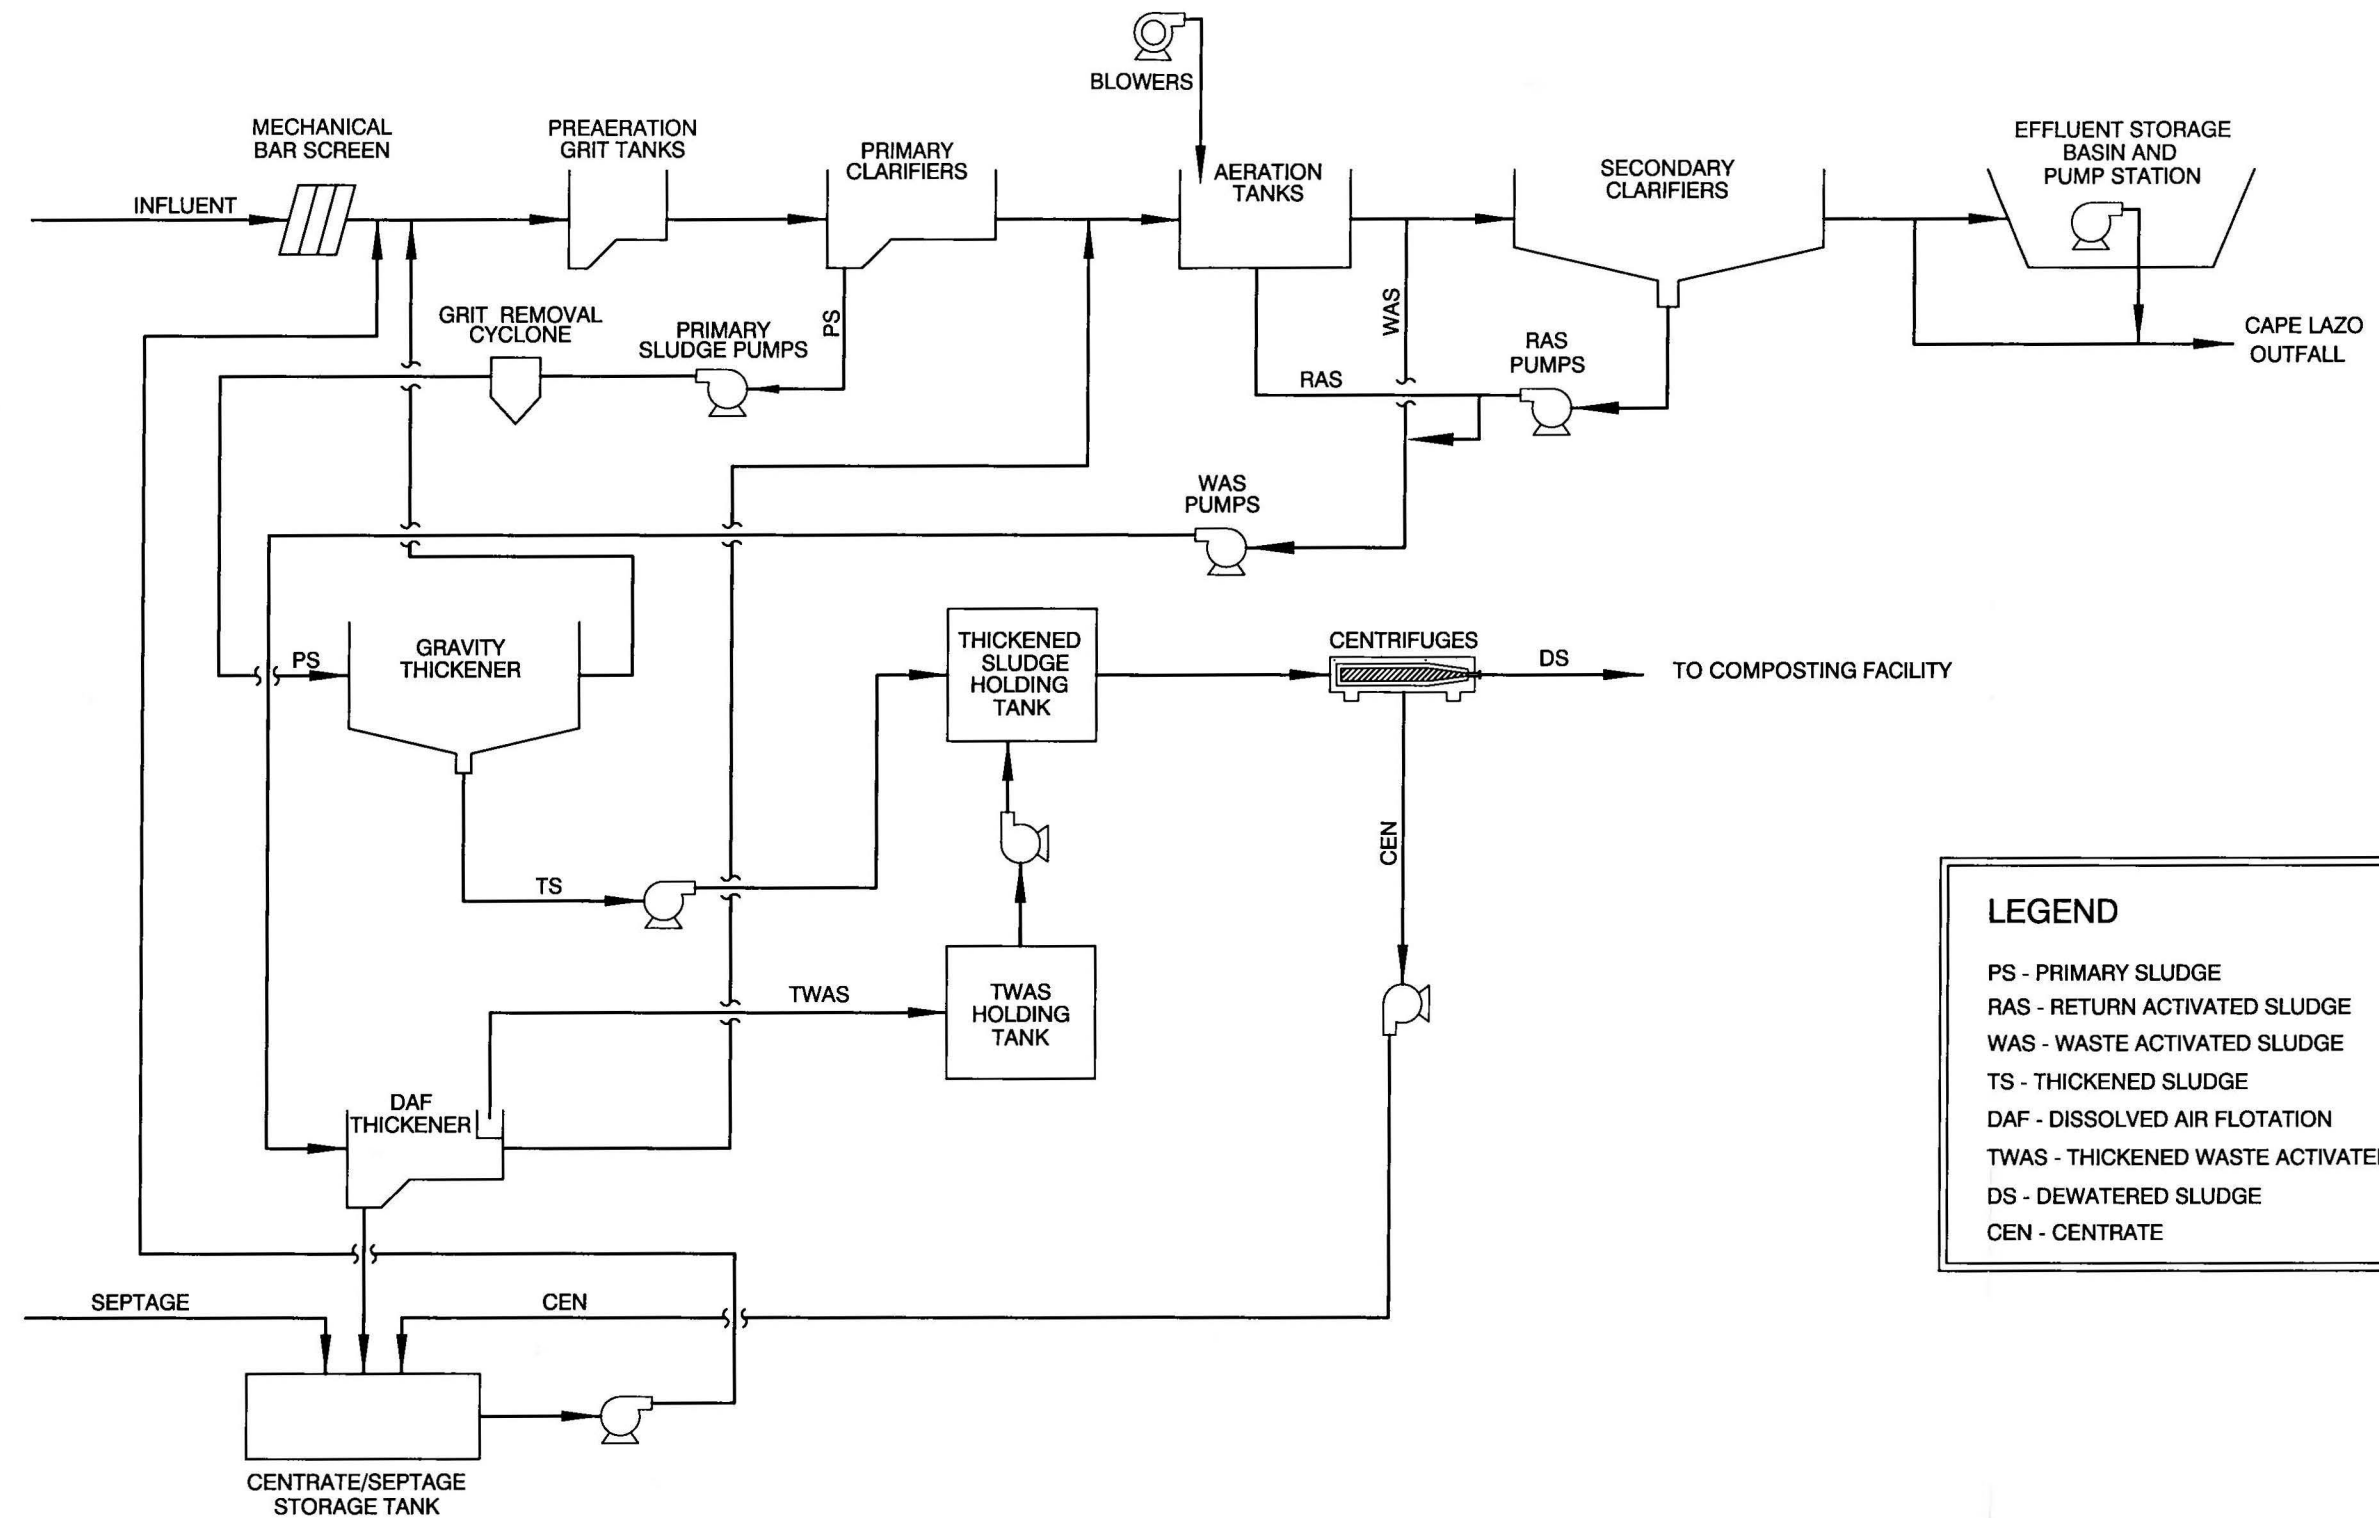 BLOWERS
MECHANICAL
BAR SCREEN
PREAERATION
GRIT TANKS
PRIMARY
CLARIFIERS
AERATION
TANKS
SECONDARY
CLARIFIERS
EFFLUENT STORAGE
BASIN AND
PUMP STATION
INFLUENT
GRIT REMOVAL
CYCLONE
PRIMARY
SLUDGE PUMPS
PS
WAS
RAS
RAS
PUMPS
CAPE LAZO
OUTFALL
WAS
PUMPS
PS
GRAVITY
THICKENER
THICKENED
SLUDGE
HOLDING
TANK
CENTRIFUGES
DS
TO COMPOSTING FACILITY
TS
CEN
TWAS
TWAS
HOLDING
TANK
DAF
THICKENER
SEPTAGE
CEN
CENTRATE/SEPTAGE
STORAGE TANK
LEGEND
PS - PRIMARY SLUDGE
RAS - RETURN ACTIVATED SLUDGE
WAS - WASTE ACTIVATED SLUDGE
TS - THICKENED SLUDGE
DAF - DISSOLVED AIR FLOTATION
TWAS - THICKENED WASTE ACTIVATE
DS - DEWATERED SLUDGE
CEN - CENTRATE